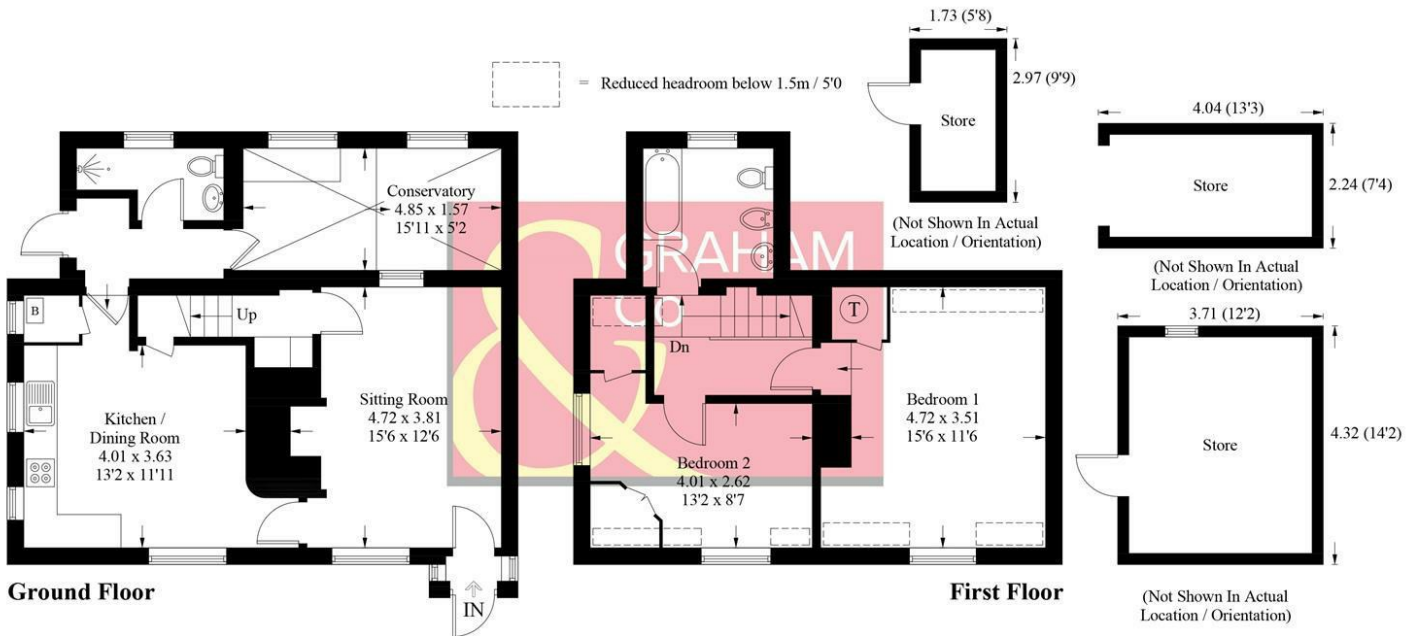 1.73 (5'8)
= Reduced headroom below 1.5m / 5'0
2.97 (9'9)
Store
(Not Shown In Actual
Location / Orientation)
4.04 (13'3)
Store
2.24 (7'4)
(Not Shown In Actual
Location / Orientation)
Conservatory
4.85 x 1.57
15'11 x 5'2
& GRAHAM
Co
B
Up
Kitchen /
Dining Room
4.01 x 3.63
13'2 x 11'11
Sitting Room
4.72 x 3.81
15'6 x 12'6
IN
Ground Floor
T
Dn
Bedroom 1
4.72 x 3.51
15'6 x 11'6
Bedroom 2
4.01 x 2.62
13'2 x 8'7
First Floor
3.71 (12'2)
Store
4.32 (14'2)
(Not Shown In Actual
Location / Orientation)